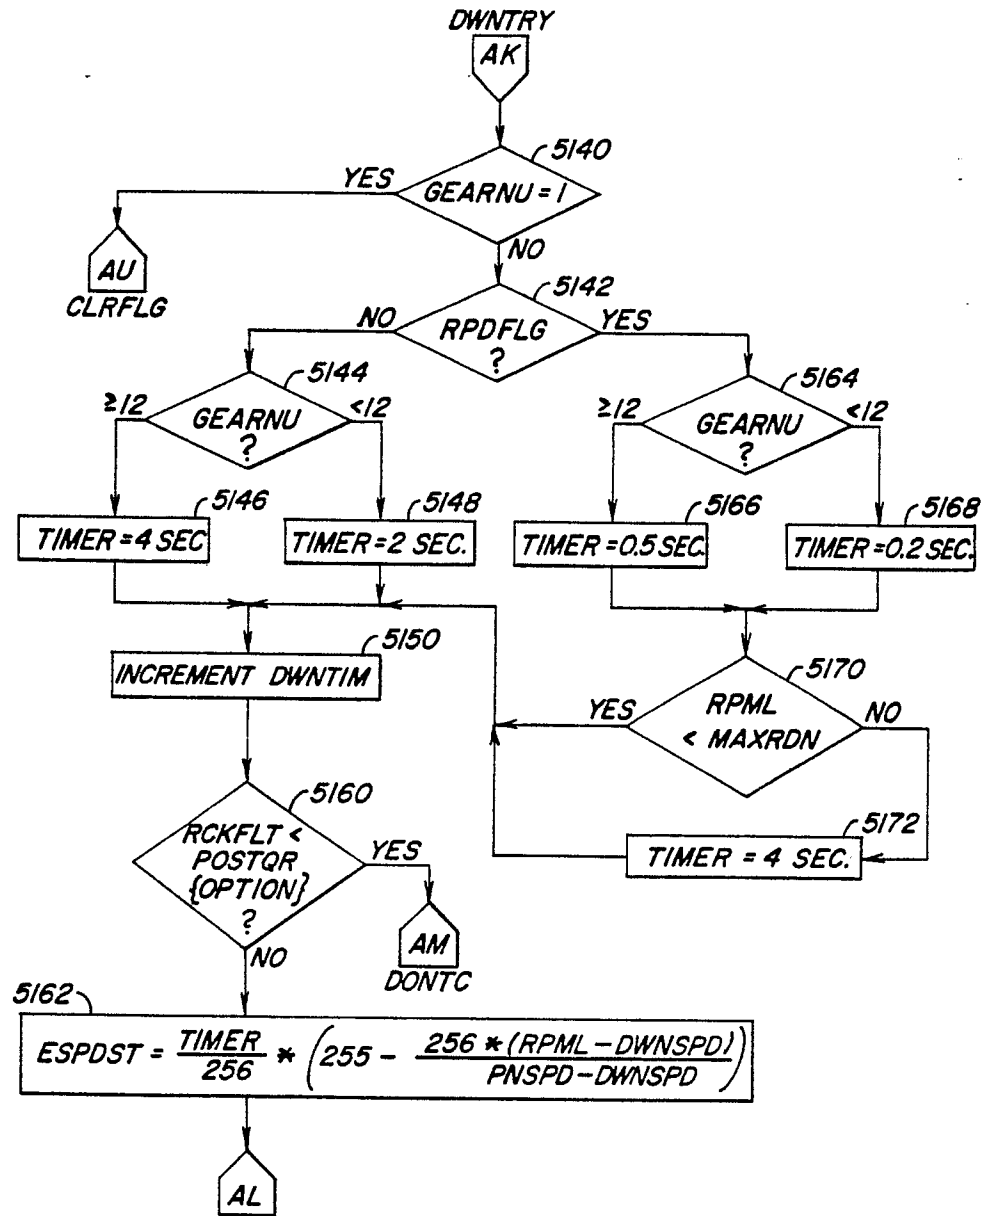 DWNTRY
AK
5140
YES
GEARNU = 1
NO
AU
CLRFLG
5142
NO
RPDFLG
?
YES
5144
≥12
<12
GEARNU
?
5164
≥12
<12
GEARNU
?
5146
TIMER = 4 SEC
5148
TIMER = 2 SEC.
5166
TIMER = 0.5 SEC.
5168
TIMER = 0.2 SEC.
5150
INCREMENT DWNTIM
5170
YES
RPML
< MAXRDN
NO
5160
RCKFLT <
POSTQR
{OPTION}
?
YES
5172
TIMER = 4 SEC.
AM
DONTC
NO
5162
ESPDST = TIMER/256 * (255 - 256 * (RPML - DWNSPD)/PNSPD - DWNSPD)
AL